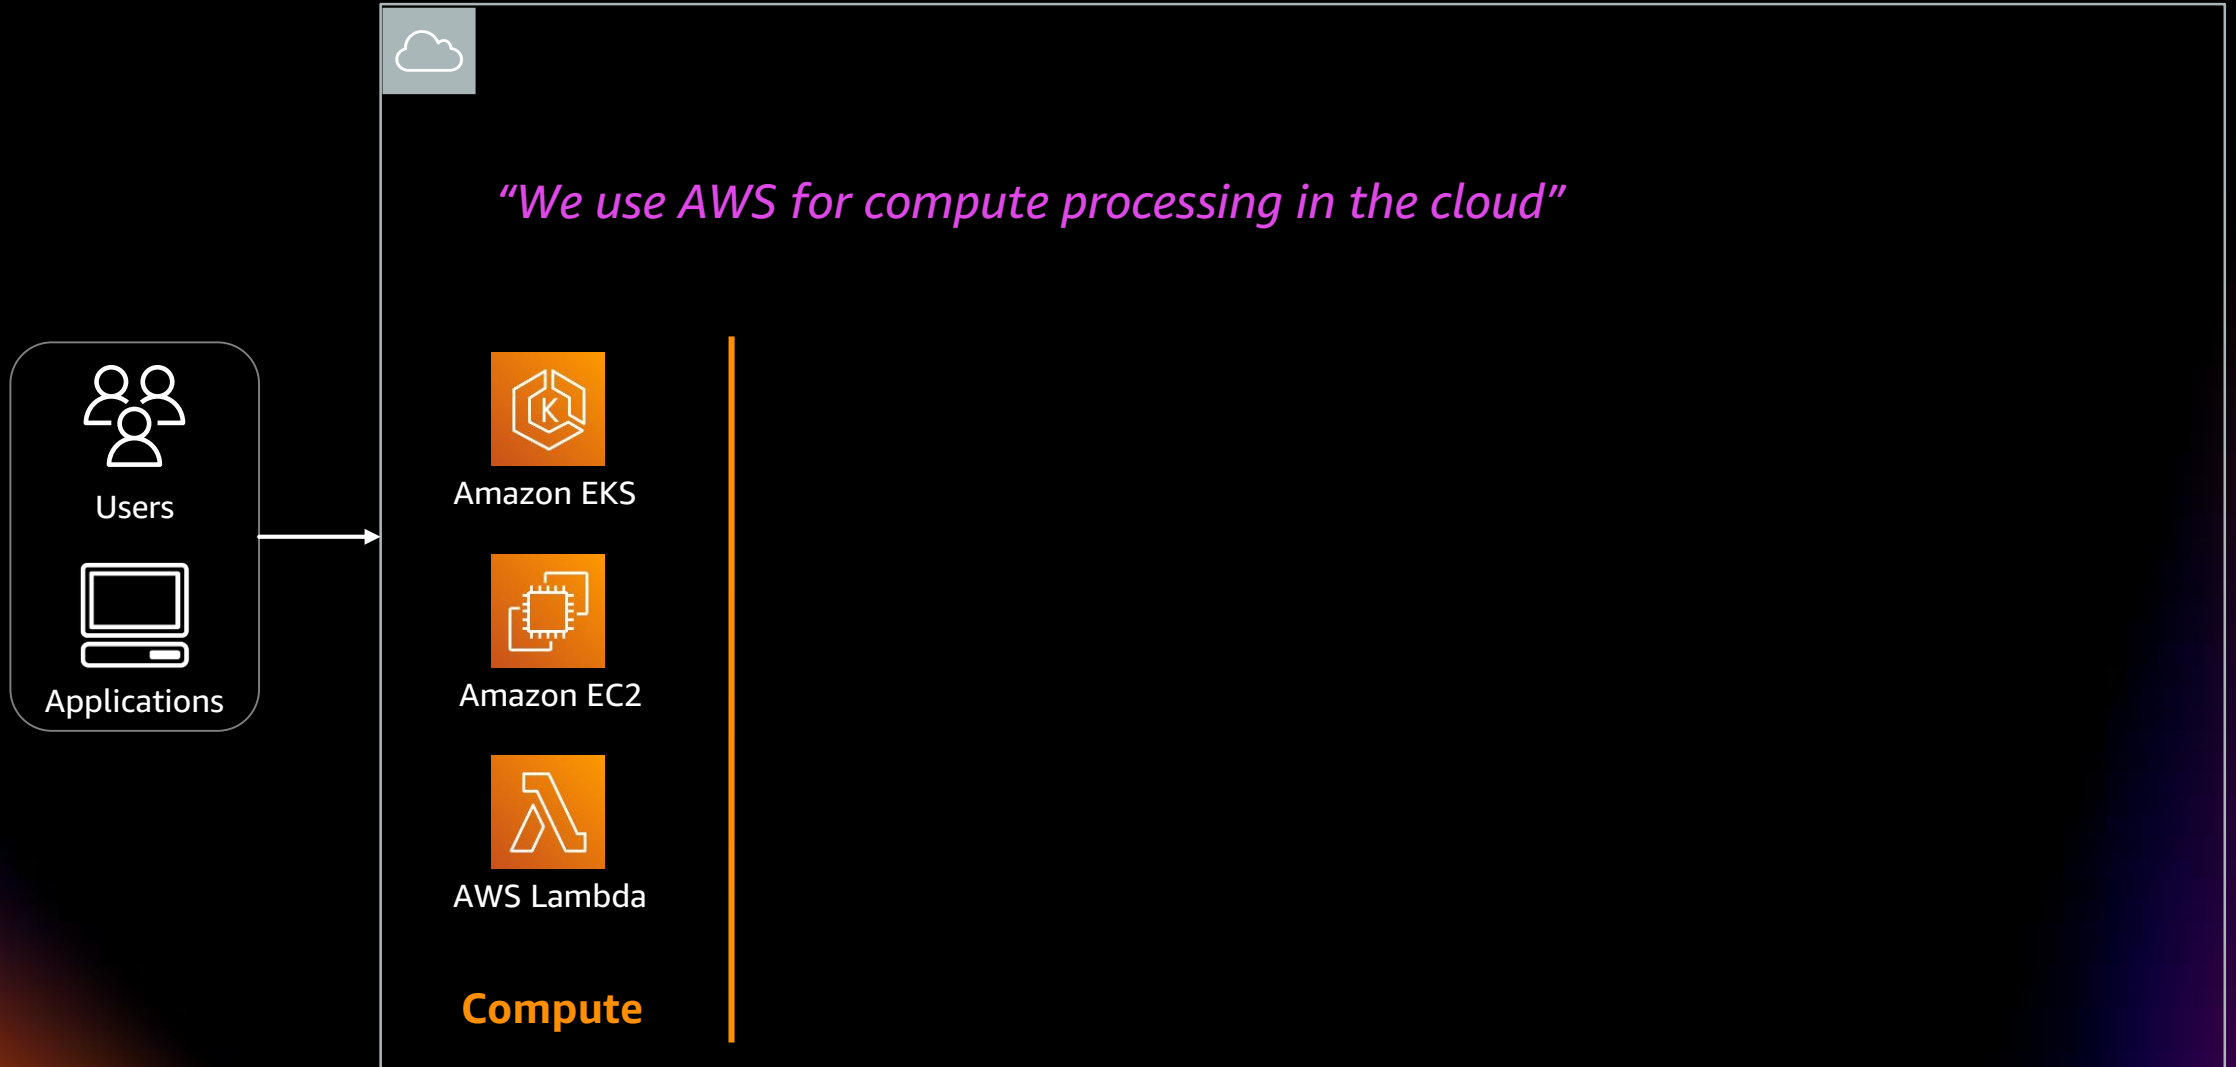 “We use AWS for compute processing in the cloud”
Users
Applications
K
Amazon EKS
Amazon EC2
AWS Lambda
Compute